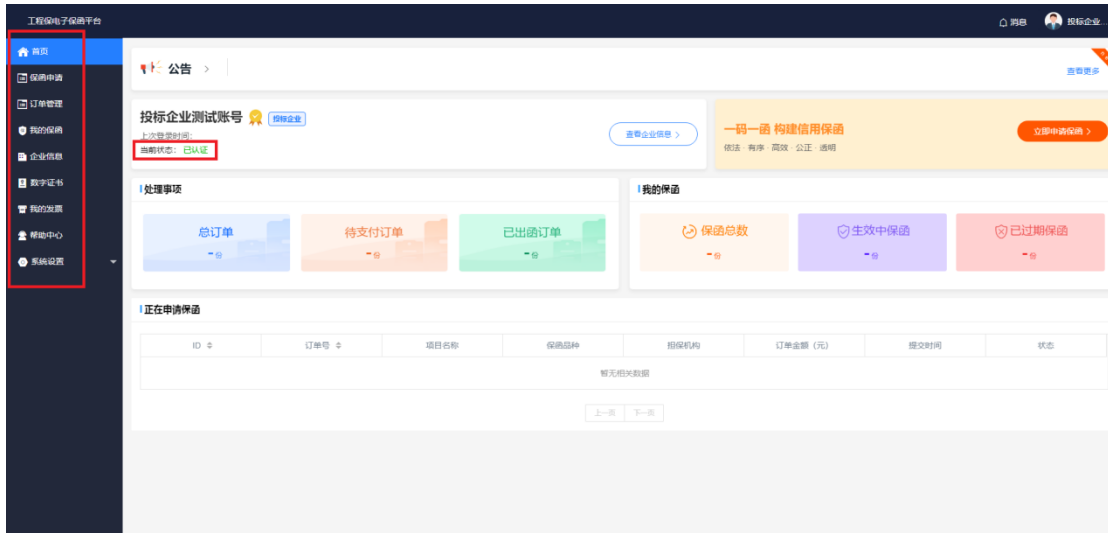 工程保电子保函平台
消息
投标企业...
首页
保函申请
订单管理
我的保函
企业信息
数字证书
我的发票
帮助中心
系统设置
公告 >
查看更多
投标企业测试账号 投标企业
上次登录时间：
当前状态： 已认证
查看企业信息 >
一码一函 构建信用保函
依法 · 有序 · 高效 · 公正 · 透明
立即申请保函 >
处理事项
总订单
-份
待支付订单
-份
已出函订单
-份
我的保函
保函总数
-份
生效中保函
-份
已过期保函
-份
正在申请保函
ID 订单号 项目名称 保函品种 担保机构 订单金额（元） 提交时间 状态
暂无相关数据
上一页 下一页